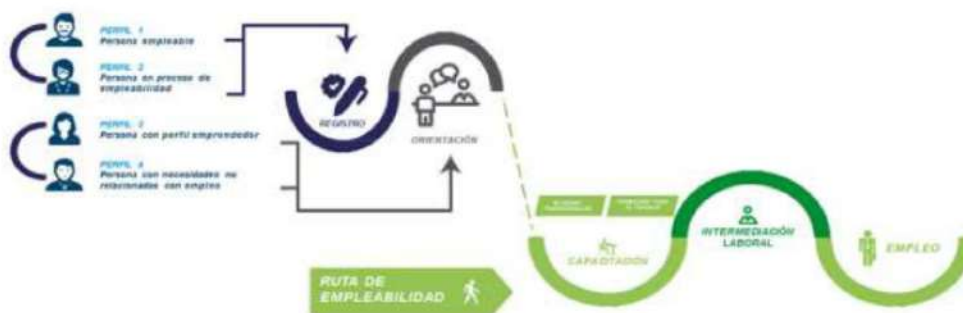 PERFIL 1
Persona empleable
PERFIL 2
Persona en proceso de
empleabilidad
PERFIL 3
Persona con perfil emprendedor
PERFIL 4
Persona con necesidades no
relacionados con empleo
REGISTRO
ORIENTACIÓN
CAPACITACIÓN
INTERMEDIACIÓN
LABORAL
EMPLEO
RUTA DE
EMPLEABILIDAD